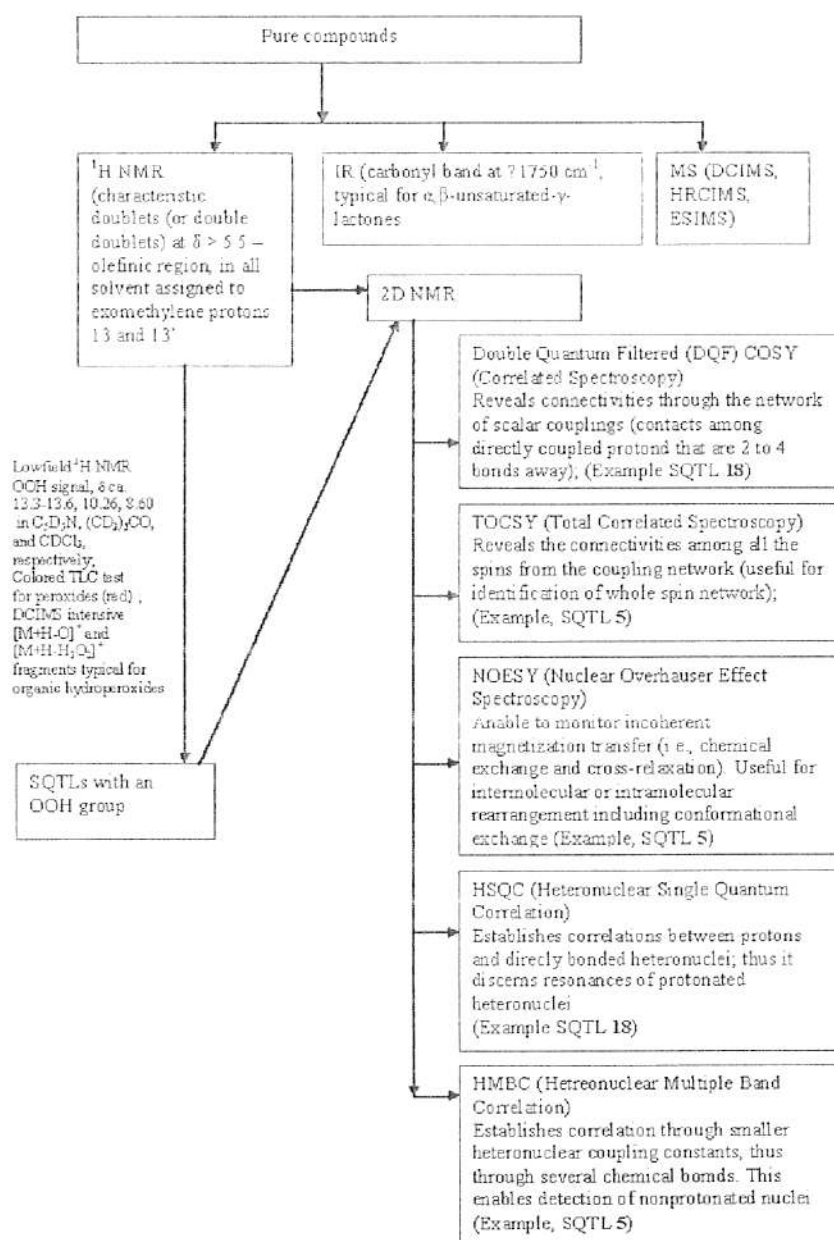 Pure compounds
¹H NMR
(characteristic
doublets (or double
doublets) at δ > 5.5 –
olefinic region, in all
solvent assigned to
exomethylene protons
13 and 13'
IR (carbonyl band at ?1750 cm⁻¹,
typical for α,β-unsaturated-γ-
lactones
MS (DCIMS,
HRCIMS,
ESIMS)
2D NMR
Double Quantum Filtered (DQF) COSY
(Correlated Spectroscopy)
Reveals connectivities through the network
of scalar couplings (contacts among
directly coupled protond that are 2 to 4
bonds away); (Example SQTL 18)
Lowfield ¹H NMR
OOH signal, δ ca.
13.3-13.6, 10.26, 8.60
in C₅D₅N, (CD₃)₂CO,
and CDCl₃,
respectively;
Colored TLC test
for peroxides (red),
DCIMS intensive
[M+H-O]⁺ and
[M+H-H₂O₂]⁺
fragments typical for
organic hydroperoxides
TOCSY (Total Correlated Spectroscopy)
Reveals the connectivities among all the
spins from the coupling network (useful for
identification of whole spin network);
(Example, SQTL 5)
NOESY (Nuclear Overhauser Effect
Spectroscopy)
Anable to monitor incoherent
magnetization transfer (i.e., chemical
exchange and cross-relaxation). Useful for
intermolecular or intramolecular
rearrangement including conformational
exchange (Example, SQTL 5)
SQTLs with an
OOH group
HSQC (Heteronuclear Single Quantum
Correlation)
Establishes correlations between protons
and direcly bonded heteronuclei; thus it
discerns resonances of protonated
heteronuclei
(Example SQTL 18)
HMBC (Hetreonuclear Multiple Band
Correlation)
Establishes correlation through smaller
heteronuclear coupling constants, thus
through several chemical bomds. This
enables detection of nonprotonated nuclei
(Example, SQTL 5)